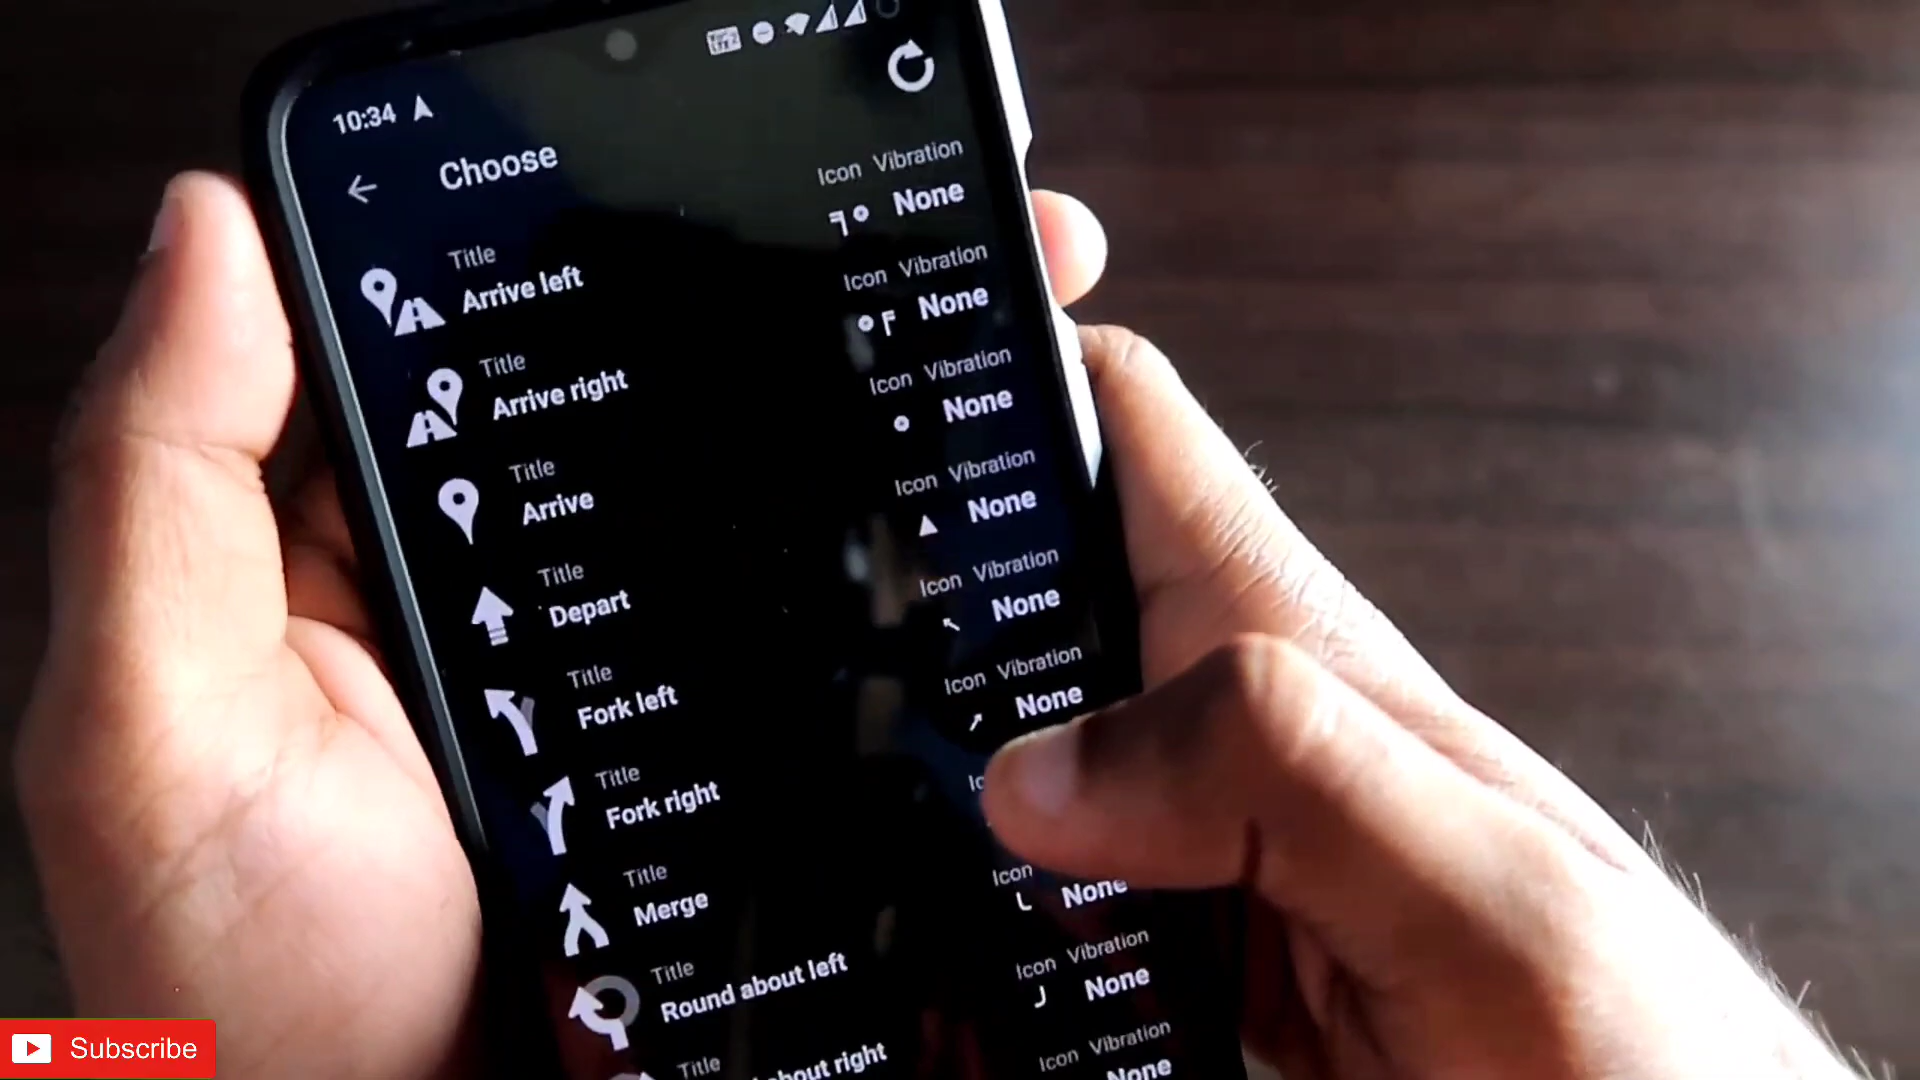 10:34
Choose
Icon Vibration
None
Title
Arrive left
Icon Vibration
None
Title
Arrive right
Icon Vibration
None
Title
Arrive
Icon Vibration
None
Title
Depart
Icon Vibration
None
Title
Fork left
Icon Vibration
None
Title
Fork right
Title
Merge
Icon
None
Title
Round about left
Icon Vibration
None
Title
about right
Icon Vibration
None
Subscribe